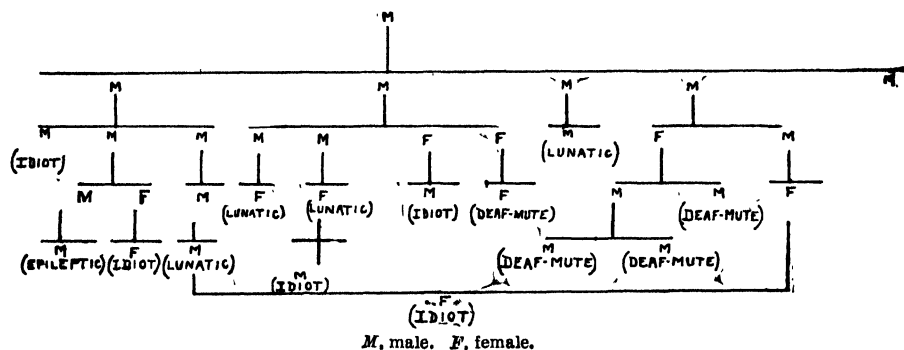 M
M M M M M
M M M M M F F M F M
(IDIOT) (LUNATIC)
M F M F F M F M M F
(LUNATIC) (LUNATIC) (IDIOT) (DEAF-MUTE) (DEAF-MUTE)
M F M M M
(EPILEPTIC) (IDIOT) (LUNATIC) (DEAF-MUTE) (DEAF-MUTE)
M
(IDIOT)
F
(IDIOT)
M, male. F, female.